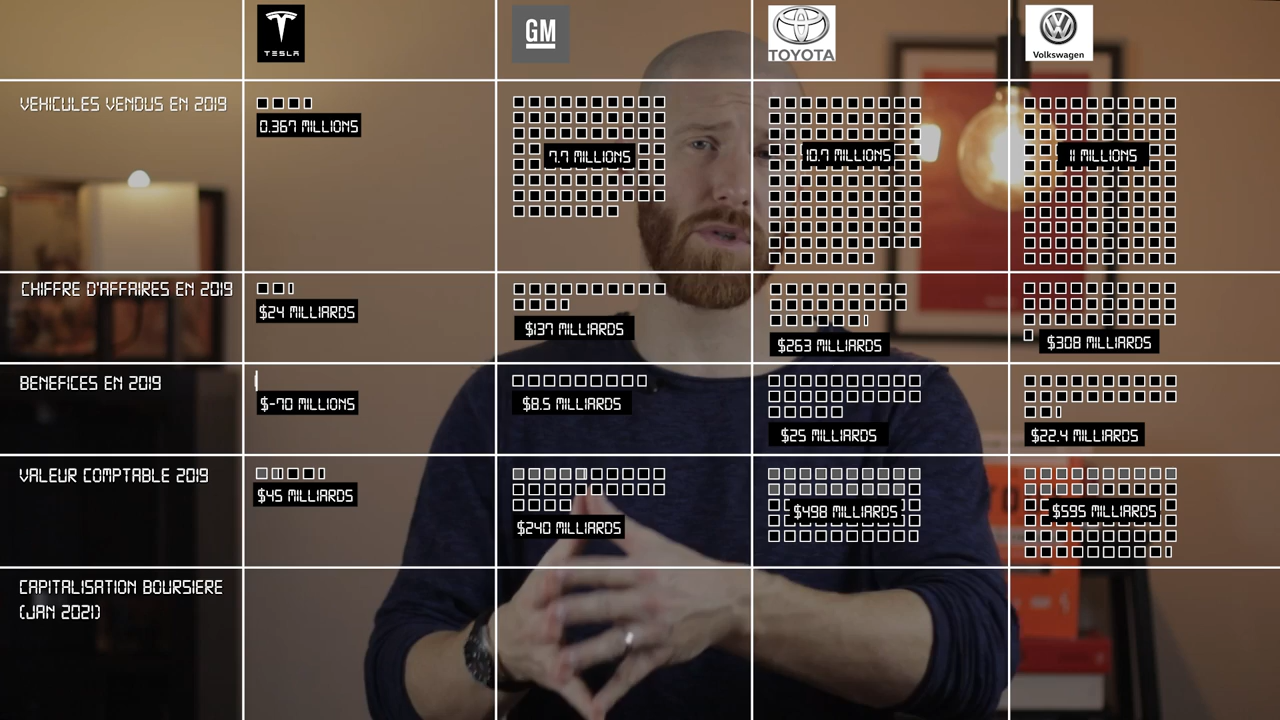 TESLA
GM
TOYOTA
Volkswagen
VEHICULES VENDUS EN 2019
0.367 MILLIONS
7.7 MILLIONS
10.7 MILLIONS
11 MILLIONS
CHIFFRE D'AFFAIRES EN 2019
$24 MILLIARDS
$137 MILLIARDS
$263 MILLIARDS
$308 MILLIARDS
BENEFICES EN 2019
$-70 MILLIONS
$8.5 MILLIARDS
$25 MILLIARDS
$22.4 MILLIARDS
VALEUR COMPTABLE 2019
$45 MILLIARDS
$240 MILLIARDS
$498 MILLIARDS
$595 MILLIARDS
CAPITALISATION BOURSIERE
(JAN 2021)